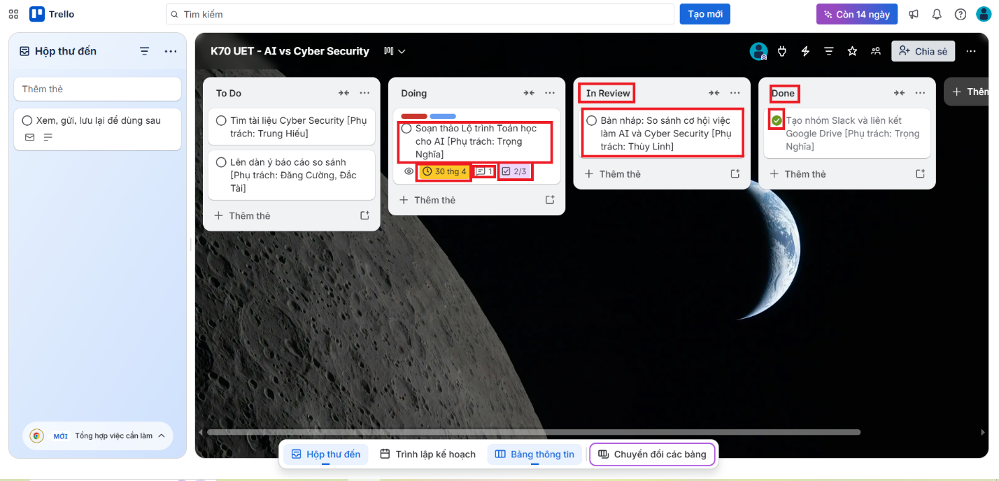 Trello
Tìm kiếm
Tạo mới
Còn 14 ngày
Hộp thư đến
Thêm thẻ
Xem, gửi, lưu lại để dùng sau
MỚI Tổng hợp việc cần làm
K70 UET - AI vs Cyber Security
Chia sẻ
To Do
Tìm tài liệu Cyber Security [Phụ
trách: Trung Hiếu]
Lên dàn ý báo cáo so sánh
[Phụ trách: Đăng Cường, Đắc
Tài]
Thêm thẻ
Doing
Soạn thảo Lộ trình Toán học
cho AI [Phụ trách: Trọng
Nghĩa]
30 thg 4 1 2/3
Thêm thẻ
In Review
Bản nháp: So sánh cơ hội việc
làm AI và Cyber Security [Phụ
trách: Thùy Linh]
Thêm thẻ
Done
Tạo nhóm Slack và liên kết
Google Drive [Phụ trách: Trọng
Nghĩa]
Thêm thẻ
Thêm
Hộp thư đến
Trình lập kế hoạch
Bảng thông tin
Chuyển đổi các bảng